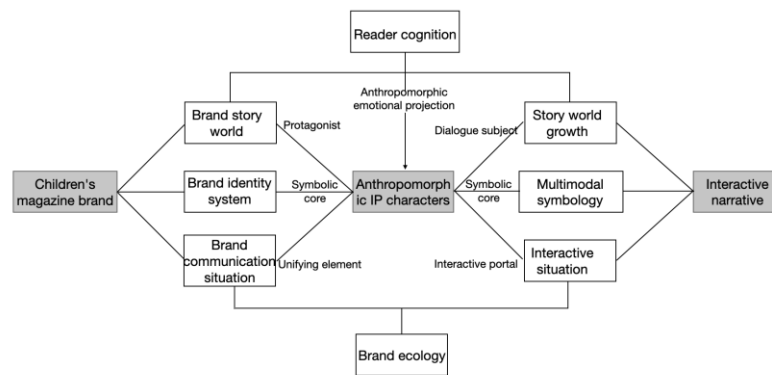 Reader cognition
Anthropomorphic
emotional projection
Brand story
world
Protagonist
Dialogue subject
Story world
growth
Children's
magazine brand
Brand identity
system
Symbolic
core
Anthropomorph
ic IP characters
Symbolic
core
Multimodal
symbology
Interactive
narrative
Brand
communication
situation
Unifying element
Interactive portal
Interactive
situation
Brand ecology